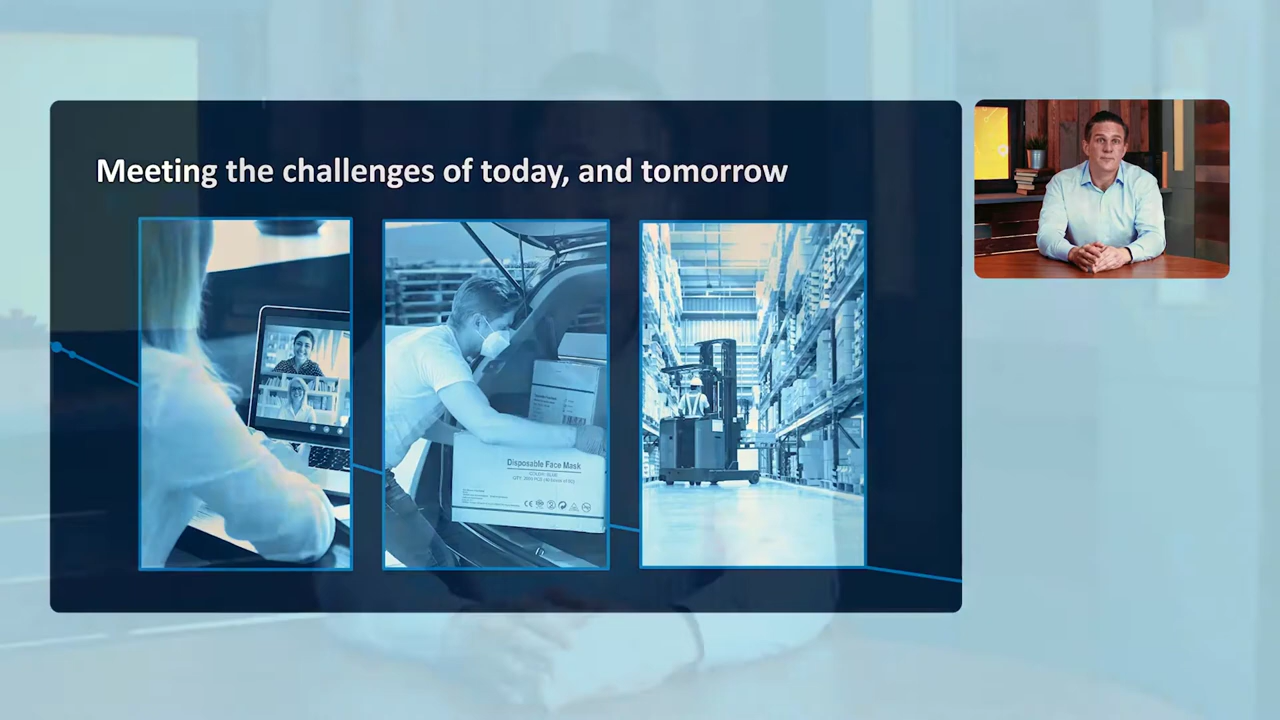 Meeting the challenges of today, and tomorrow
Disposable Face Mask